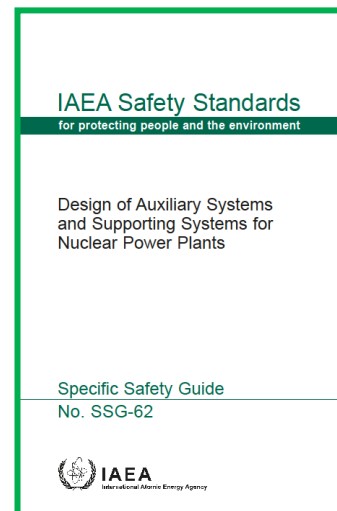 IAEA Safety Standards
for protecting people and the environment
Design of Auxiliary Systems
and Supporting Systems for
Nuclear Power Plants
Specific Safety Guide
No. SSG-62
IAEA
International Atomic Energy Agency